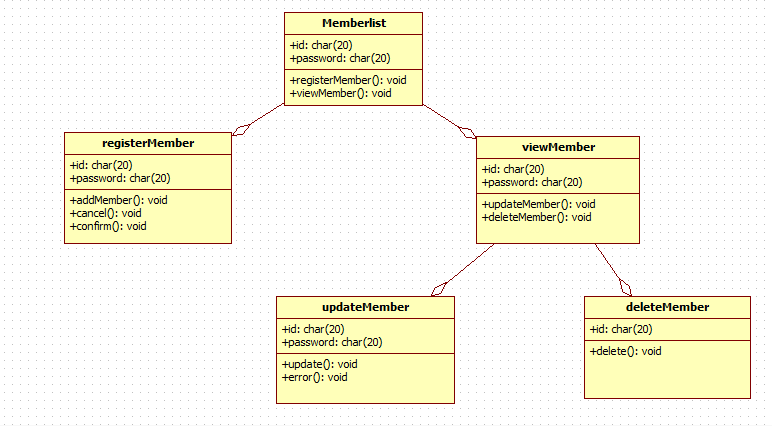 Memberlist
+id: char(20)
+password: char(20)
+registerMember(): void
+viewMember(): void
registerMember
+id: char(20)
+password: char(20)
+addMember(): void
+cancel(): void
+confirm(): void
viewMember
+id: char(20)
+password: char(20)
+updateMember(): void
+deleteMember(): void
updateMember
+id: char(20)
+password: char(20)
+update(): void
+error(): void
deleteMember
+id: char(20)
+delete(): void